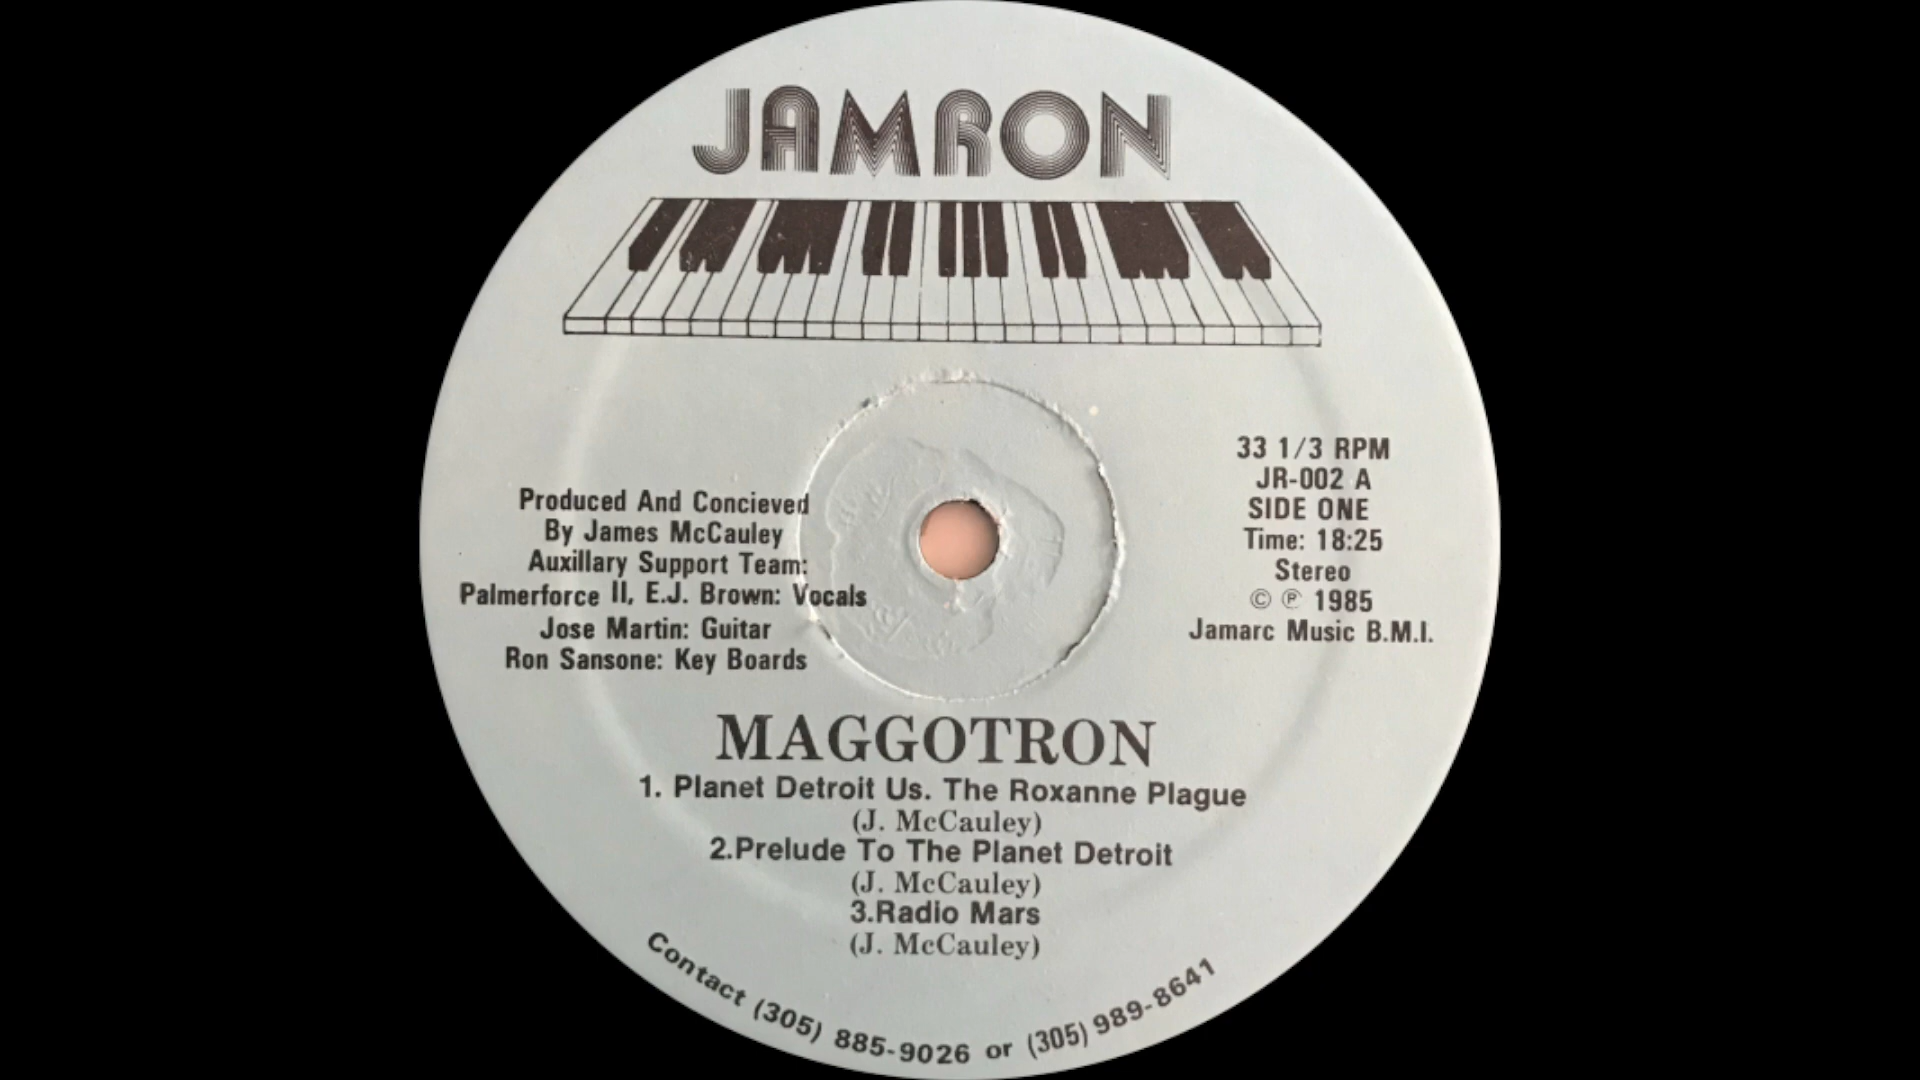 JAMRON
Produced And Concieved
By James McCauley
Auxillary Support Team:
Palmerforce II, E.J. Brown: Vocals
Jose Martin: Guitar
Ron Sansone: Key Boards
33 1/3 RPM
JR-002 A
SIDE ONE
Time: 18:25
Stereo
© ℗ 1985
Jamarc Music B.M.I.
MAGGOTRON
1. Planet Detroit Us. The Roxanne Plague
(J. McCauley)
2.Prelude To The Planet Detroit
(J. McCauley)
3.Radio Mars
(J. McCauley)
Contact (305) 885-9026 or (305) 989-8641